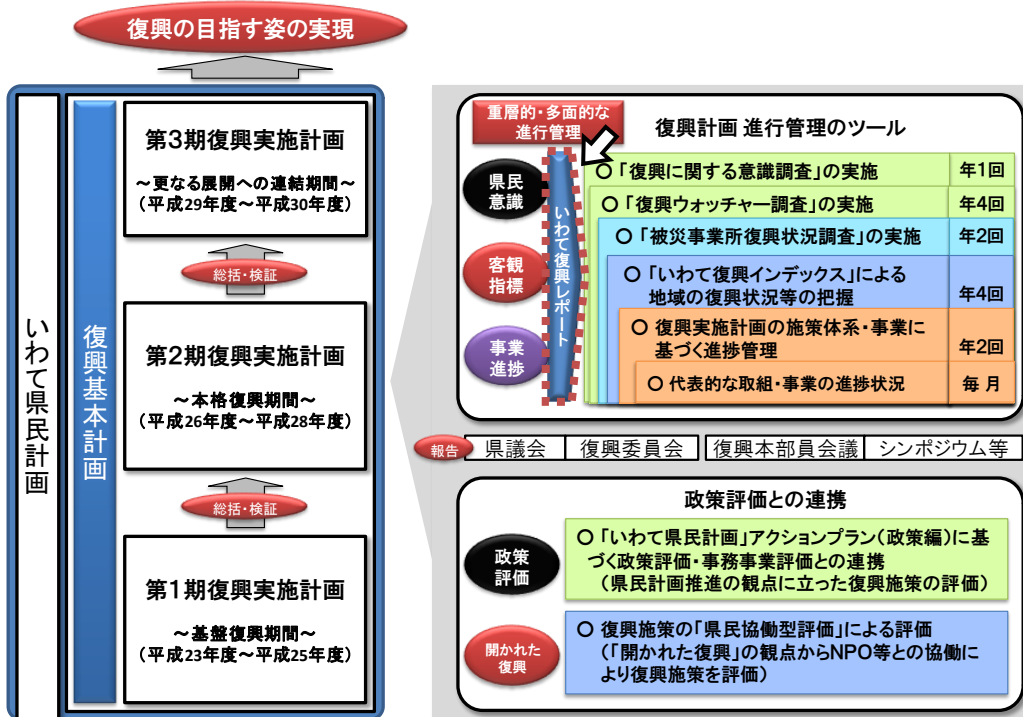 復興の目指す姿の実現
いわて県民計画
復興基本計画
第3期復興実施計画
～更なる展開への連結期間～
（平成29年度～平成30年度）
総括・検証
第2期復興実施計画
～本格復興期間～
（平成26年度～平成28年度）
総括・検証
第1期復興実施計画
～基盤復興期間～
（平成23年度～平成25年度）
重層的・多面的な
進行管理
復興計画 進行管理のツール
県民
意識
客観
指標
事業
進捗
いわて復興レポート
○ 「復興に関する意識調査」の実施 年1回
○ 「復興ウォッチャー調査」の実施 年4回
○ 「被災事業所復興状況調査」の実施 年2回
○ 「いわて復興インデックス」による
地域の復興状況等の把握 年4回
○ 復興実施計画の施策体系・事業に
基づく進捗管理 年2回
○ 代表的な取組・事業の進捗状況 毎 月
報告 県議会 復興委員会 復興本部員会議 シンポジウム等
政策評価との連携
政策
評価
○ 「いわて県民計画」アクションプラン（政策編）に基
づく政策評価・事務事業評価との連携
（県民計画推進の観点に立った復興施策の評価）
開かれた
復興
○ 復興施策の「県民協働型評価」による評価
（「開かれた復興」の観点からNPO等との協働に
より復興施策を評価）